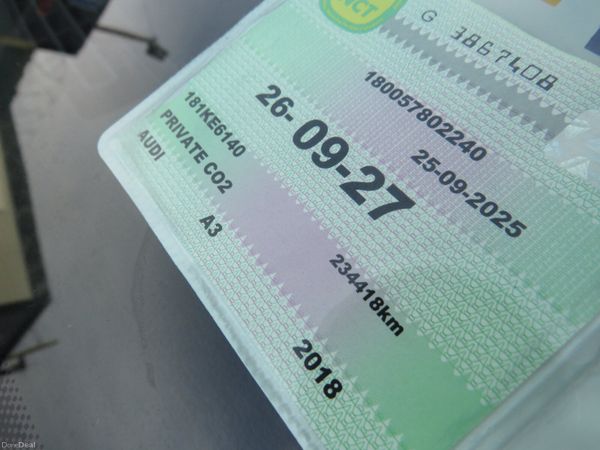 NCT
G 3867408
180057802240
26-09-27
25-09-2025
181KE6140
PRIVATE CO2
AUDI
A3
234418km
2018
DoneDeal